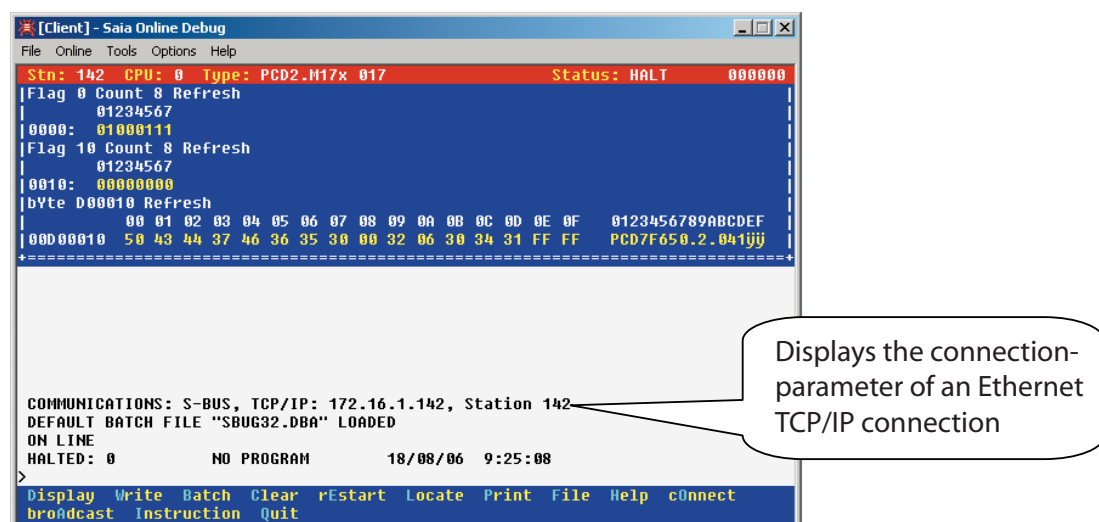 [Client] - Saia Online Debug
File Online Tools Options Help
Stn: 142 CPU: 0 Type: PCD2.M17x 017 Status: HALT 000000
|Flag 0 Count 8 Refresh |
| 01234567 |
|0000: 01000111 |
|Flag 10 Count 8 Refresh |
| 01234567 |
|0010: 00000000 |
|bYte D00010 Refresh |
| 00 01 02 03 04 05 06 07 08 09 0A 0B 0C 0D 0E 0F 0123456789ABCDEF |
|00D00010 50 43 44 37 46 36 35 30 00 32 06 30 34 31 FF FF PCD7F650.2.041ÿÿ |
+==============================================================================+
COMMUNICATIONS: S-BUS, TCP/IP: 172.16.1.142, Station 142
DEFAULT BATCH FILE "SBUG32.DBA" LOADED
ON LINE
HALTED: 0 NO PROGRAM 18/08/06 9:25:08
>
Display Write Batch Clear rEstart Locate Print File Help cOnnect
broAdcast Instruction Quit
Displays the connection-
parameter of an Ethernet
TCP/IP connection